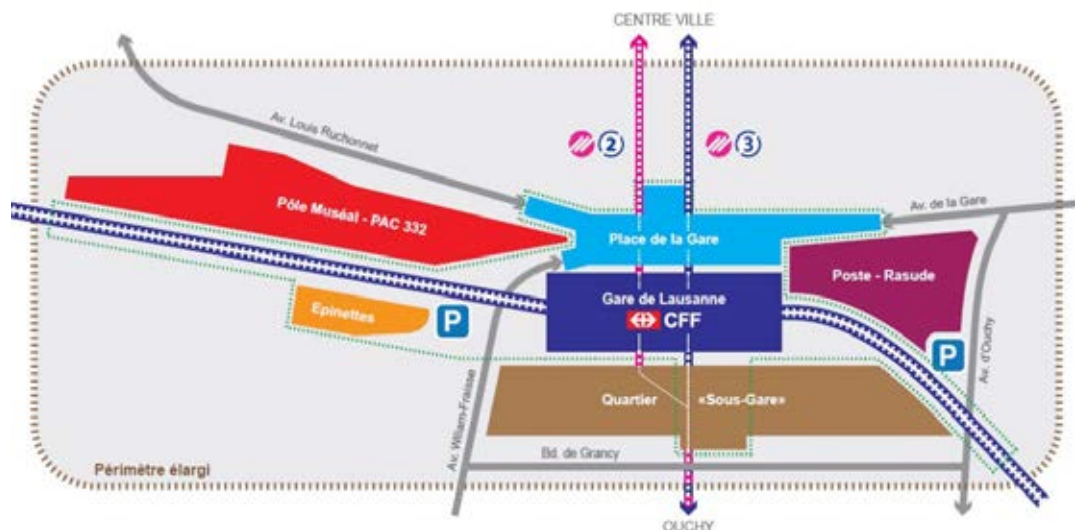 CENTRE VILLE
Av. Louis Ruchonnet
2
3
Pôle Muséal - PAC 332
Place de la Gare
Av. de la Gare
Poste - Rasude
Gare de Lausanne
CFF
Epinettes
P
P
Av. d'Ouchy
Av. Wiliam-Fraisse
Quartier «Sous-Gare»
Bd. de Grancy
Périmètre élargi
OUCHY